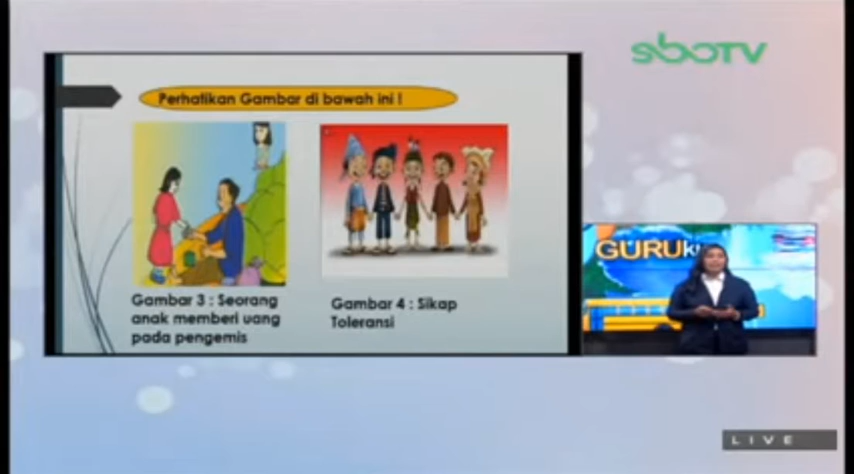 sboTV
Perhatikan Gambar di bawah ini !
Gambar 3 : Seorang
anak memberi uang
pada pengemis
Gambar 4 : Sikap
Toleransi
GURUku
LIVE